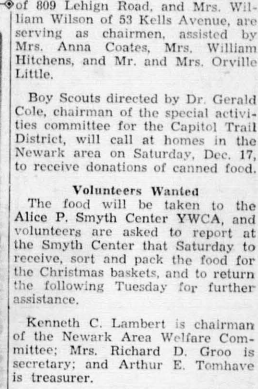 of 809 Lehigh Road, and Mrs. Wil-
liam Wilson of 53 Kells Avenue, are
serving as chairmen, assisted by
Mrs. Anna Coates, Mrs. William
Hitchens, and Mr. and Mrs. Orville
Little.
Boy Scouts directed by Dr. Gerald
Cole, chairman of the special activi-
ties committee for the Capitol Trail
District, will call at homes in the
Newark area on Saturday, Dec. 17,
to receive donations of canned food.
Volunteers Wanted
The food will be taken to the
Alice P. Smyth Center YWCA, and
volunteers are asked to report at
the Smyth Center that Saturday to
receive, sort and pack the food for
the Christmas baskets, and to return
the following Tuesday for further
assistance.
Kenneth C. Lambert is chairman
of the Newark Area Welfare Com-
mittee; Mrs. Richard D. Groo is
secretary; and Arthur E. Tomhave
is treasurer.